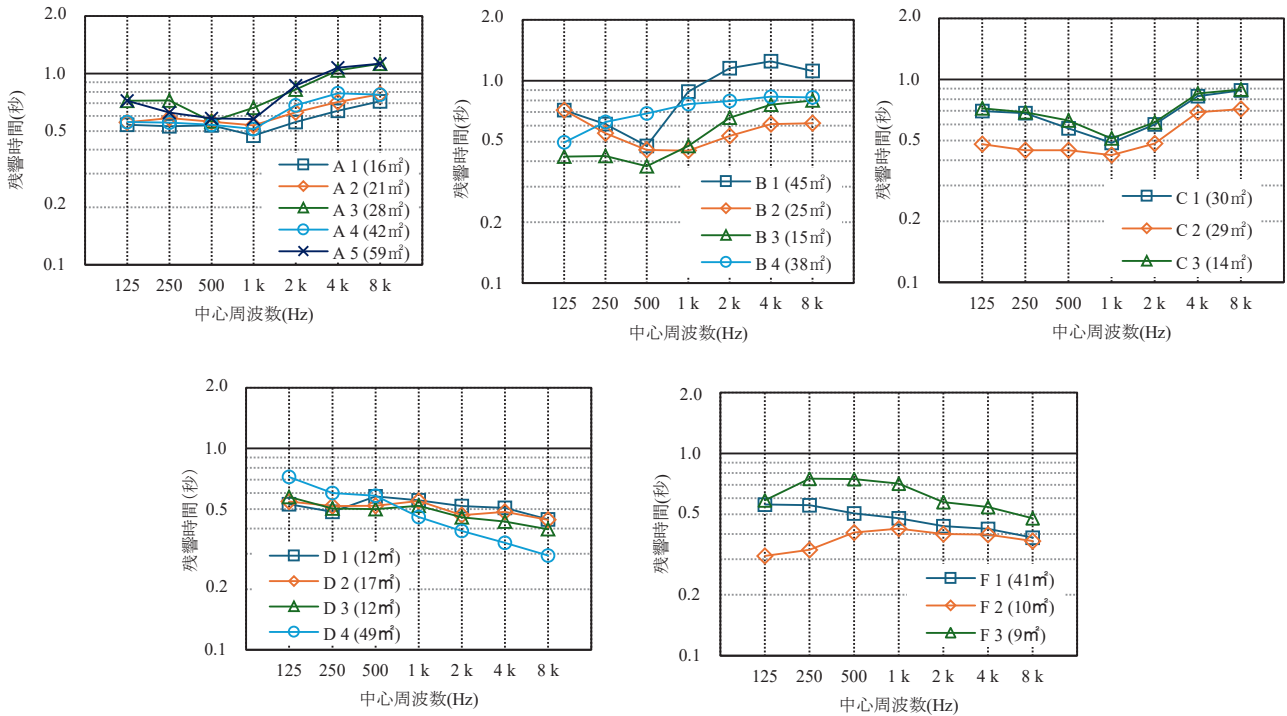 2.0
1.0
0.5
0.2
0.1
残響時間(秒)
125 250 500 1 k 2 k 4 k 8 k
中心周波数(Hz)
A 1 (16㎡)
A 2 (21㎡)
A 3 (28㎡)
A 4 (42㎡)
A 5 (59㎡)
2.0
1.0
0.5
0.2
0.1
残響時間(秒)
125 250 500 1 k 2 k 4 k 8 k
中心周波数(Hz)
B 1 (45㎡)
B 2 (25㎡)
B 3 (15㎡)
B 4 (38㎡)
2.0
1.0
0.5
0.2
0.1
残響時間(秒)
125 250 500 1 k 2 k 4 k 8 k
中心周波数(Hz)
C 1 (30㎡)
C 2 (29㎡)
C 3 (14㎡)
2.0
1.0
0.5
0.2
0.1
残響時間(秒)
125 250 500 1 k 2 k 4 k 8 k
中心周波数(Hz)
D 1 (12㎡)
D 2 (17㎡)
D 3 (12㎡)
D 4 (49㎡)
2.0
1.0
0.5
0.2
0.1
残響時間(秒)
125 250 500 1 k 2 k 4 k 8 k
中心周波数(Hz)
F 1 (41㎡)
F 2 (10㎡)
F 3 (9㎡)